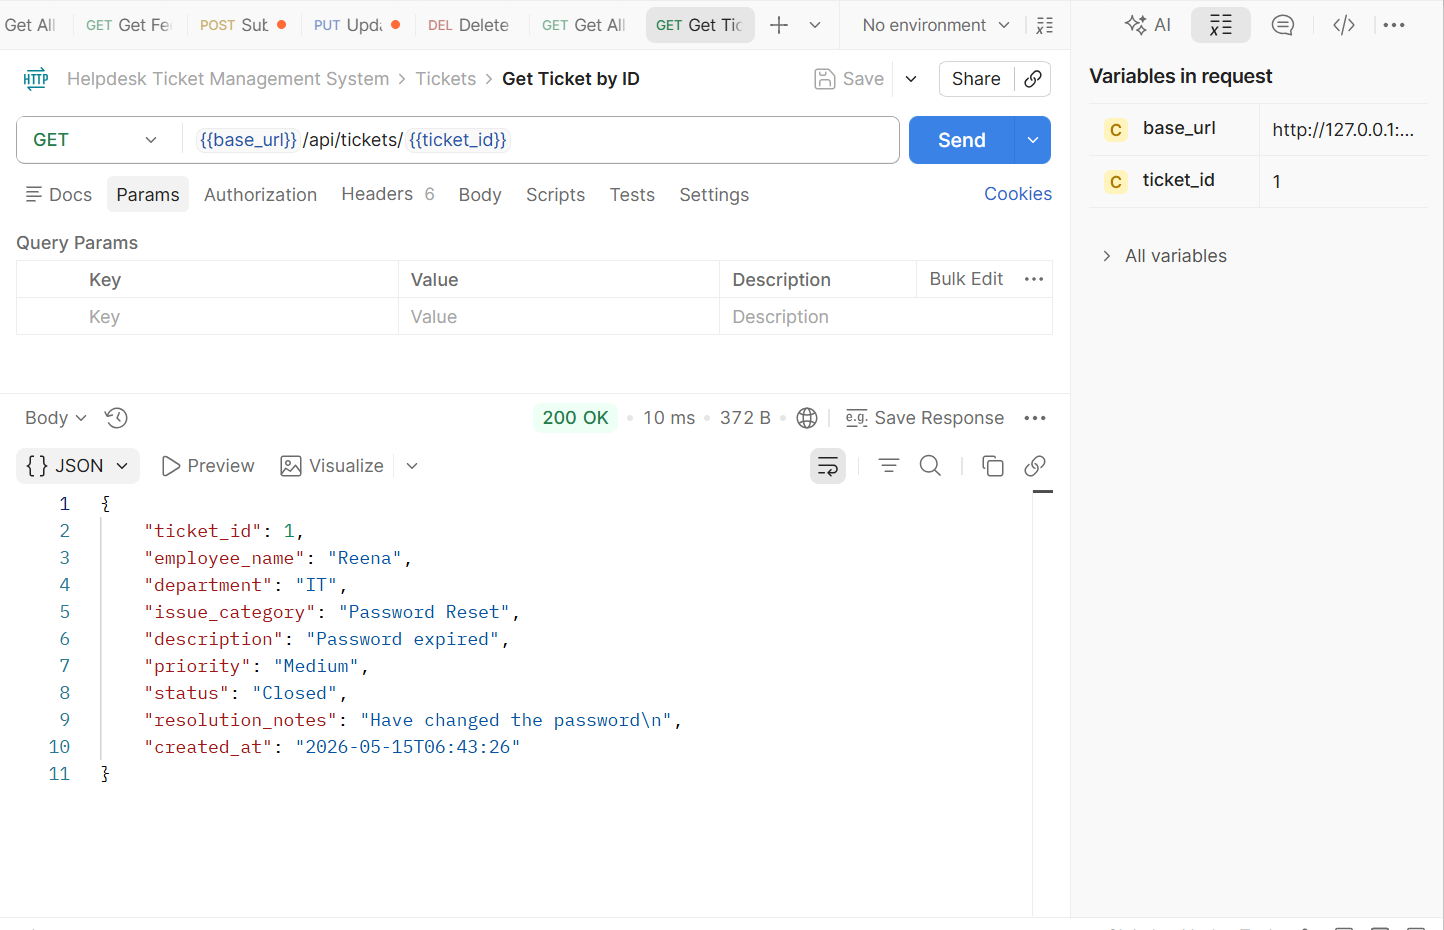 Get All GET Get Fe POST Sub PUT Upda DEL Delete GET Get All GET Get Tic No environment AI
HTTP Helpdesk Ticket Management System > Tickets > Get Ticket by ID Save Share
GET {{base_url}} /api/tickets/ {{ticket_id}} Send
Docs Params Authorization Headers 6 Body Scripts Tests Settings Cookies
Query Params
Key Value Description Bulk Edit
Key Value Description
Variables in request
C base_url http://127.0.0.1:...
C ticket_id 1
All variables
Body 200 OK 10 ms 372 B e.g. Save Response
{} JSON Preview Visualize
1 {
2 "ticket_id": 1,
3 "employee_name": "Reena",
4 "department": "IT",
5 "issue_category": "Password Reset",
6 "description": "Password expired",
7 "priority": "Medium",
8 "status": "Closed",
9 "resolution_notes": "Have changed the password\n",
10 "created_at": "2026-05-15T06:43:26"
11 }